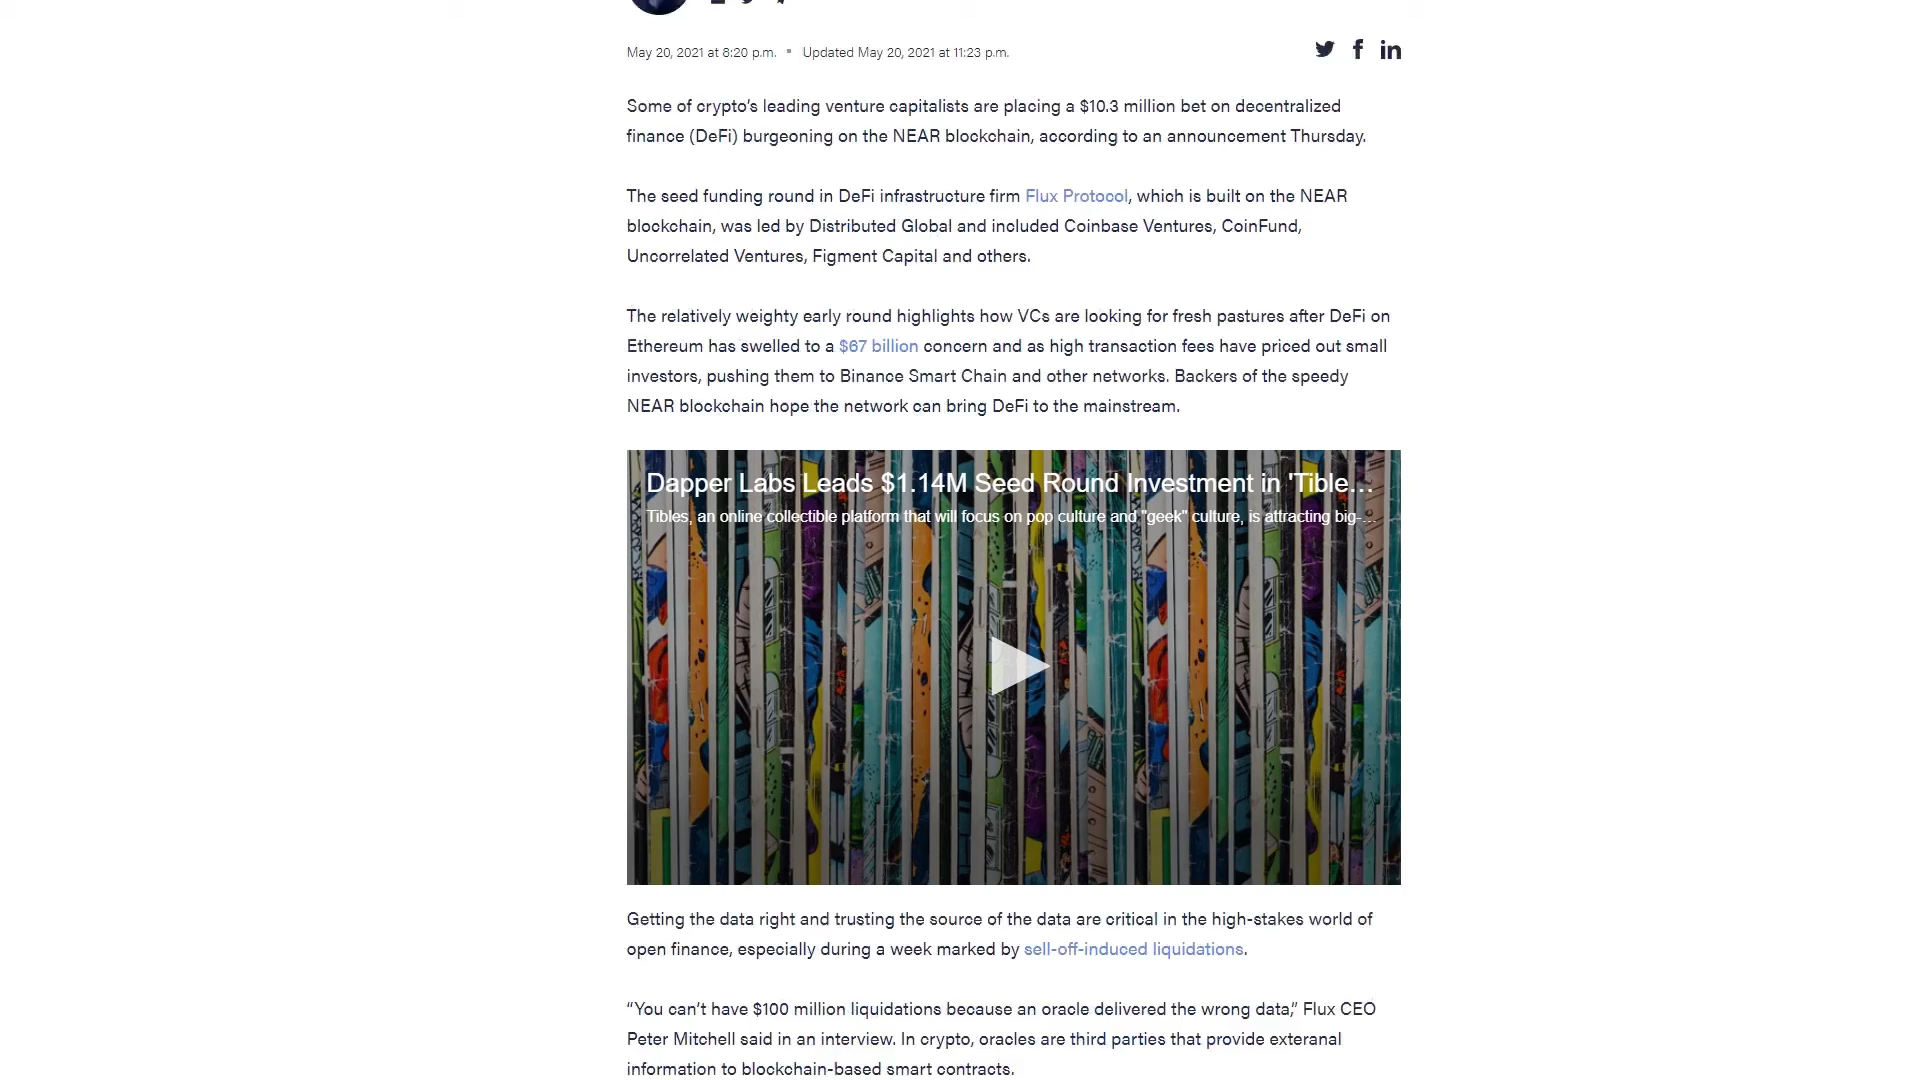 May 20, 2021 at 8:20 p.m. Updated May 20, 2021 at 11:23 p.m.
Some of crypto’s leading venture capitalists are placing a $10.3 million bet on decentralized
finance (DeFi) burgeoning on the NEAR blockchain, according to an announcement Thursday.
The seed funding round in DeFi infrastructure firm Flux Protocol, which is built on the NEAR
blockchain, was led by Distributed Global and included Coinbase Ventures, CoinFund,
Uncorrelated Ventures, Figment Capital and others.
The relatively weighty early round highlights how VCs are looking for fresh pastures after DeFi on
Ethereum has swelled to a $67 billion concern and as high transaction fees have priced out small
investors, pushing them to Binance Smart Chain and other networks. Backers of the speedy
NEAR blockchain hope the network can bring DeFi to the mainstream.
Dapper Labs Leads $1.14M Seed Round Investment in 'Tible...
Tibles, an online collectible platform that will focus on pop culture and "geek" culture, is attracting big-...
Getting the data right and trusting the source of the data are critical in the high-stakes world of
open finance, especially during a week marked by sell-off-induced liquidations.
“You can’t have $100 million liquidations because an oracle delivered the wrong data,” Flux CEO
Peter Mitchell said in an interview. In crypto, oracles are third parties that provide exteranal
information to blockchain-based smart contracts.